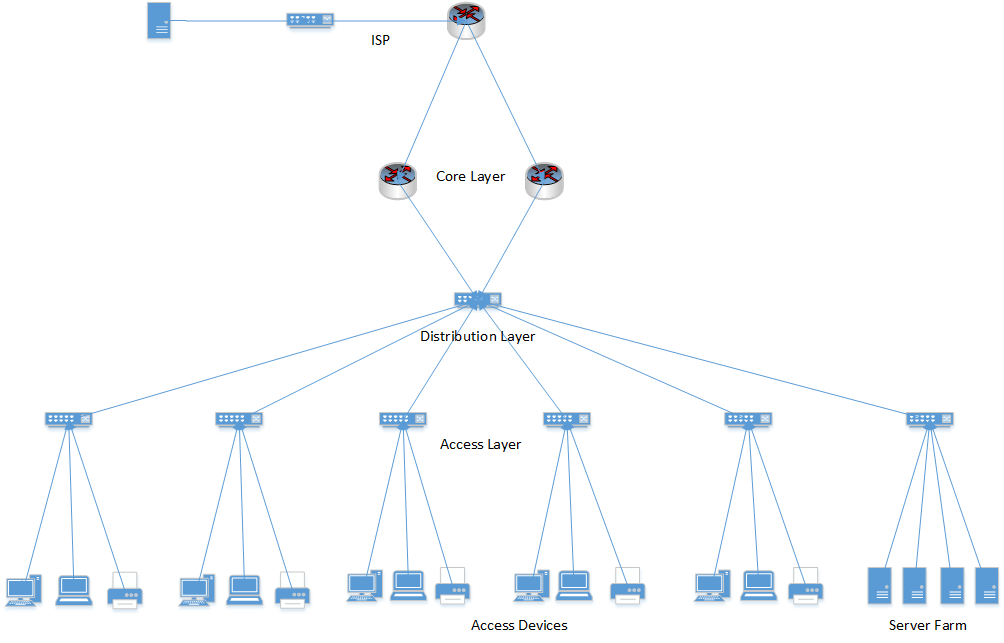 ISP
Core Layer
Distribution Layer
Access Layer
Access Devices
Server Farm